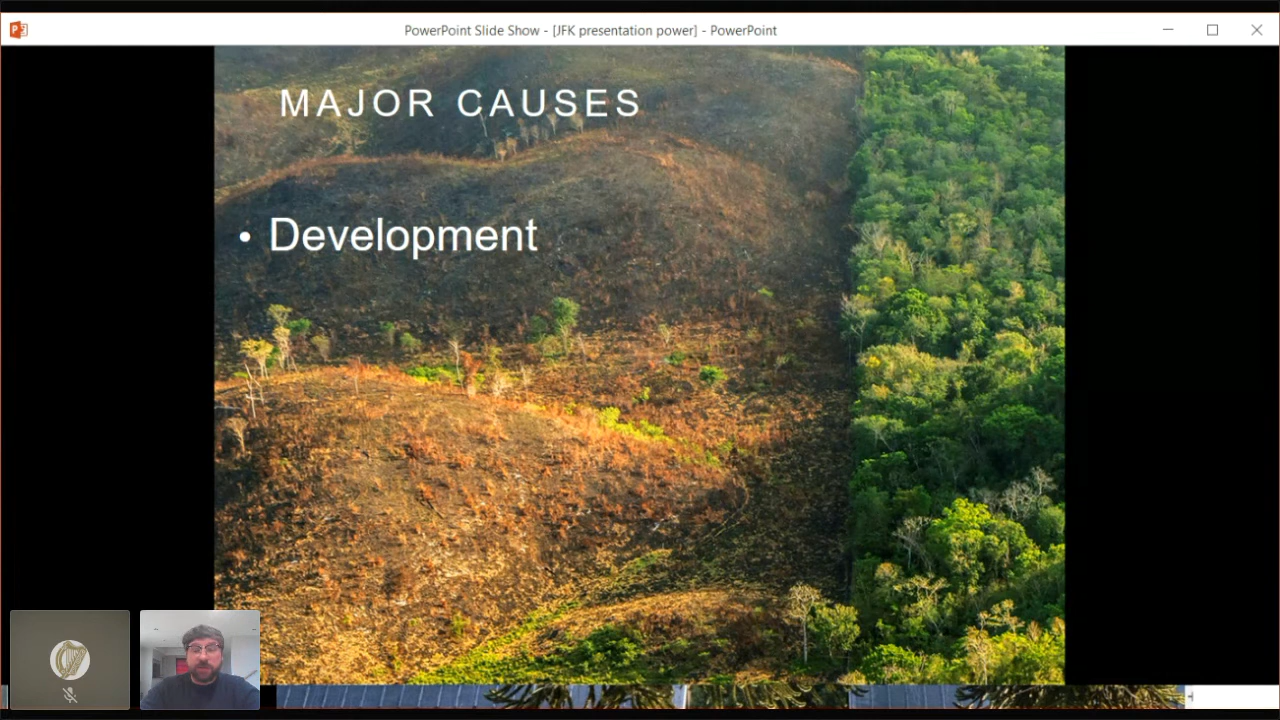 PowerPoint Slide Show - [JFK presentation power] - PowerPoint
MAJOR CAUSES
• Development